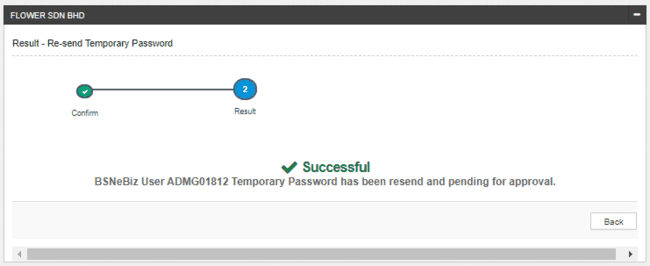 FLOWER SDN BHD
Result - Re-send Temporary Password
2
Confirm
Result
Successful
BSNeBiz User ADMG01812 Temporary Password has been resend and pending for approval.
Back